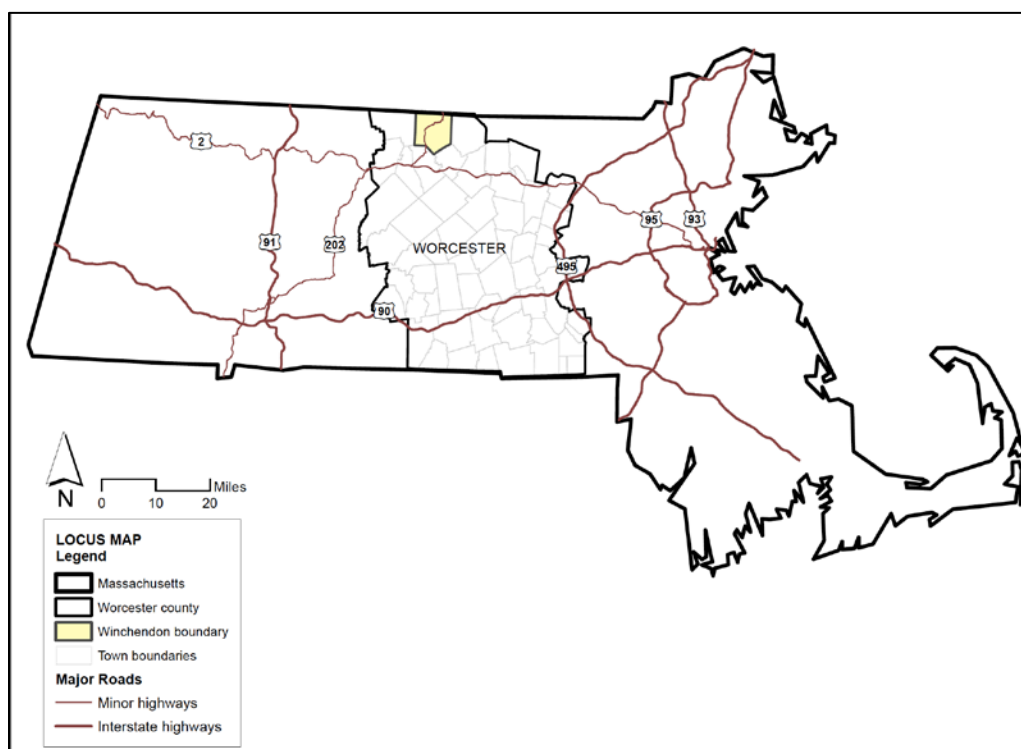 2
95
93
91
202
WORCESTER
495
90
N
0 10 20 Miles
LOCUS MAP
Legend
Massachusetts
Worcester county
Winchendon boundary
Town boundaries
Major Roads
Minor highways
Interstate highways